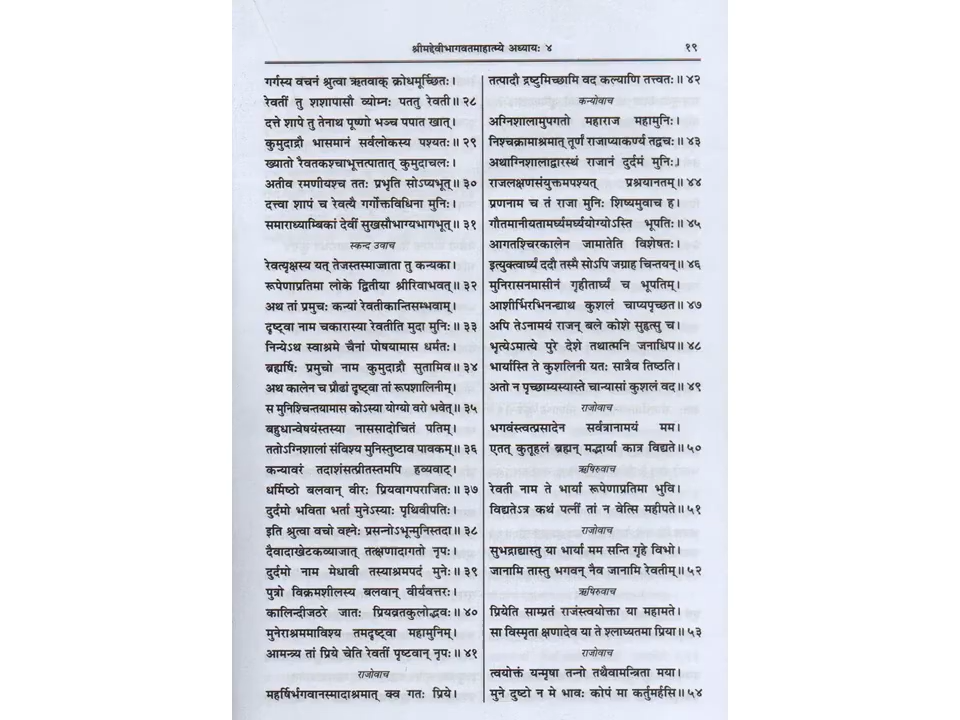 श्रीमद्देवीभागवतमाहात्म्ये अध्यायः ४
१९
गर्गस्य वचनं श्रुत्वा ऋतवाक् क्रोधमूर्च्छितः।
रेवतीं तु शशापासौ व्योम्नः पततु रेवती॥ २८
दत्ते शापे तु तेनाथ पूष्णो भञ्च पपात खात्।
कुमुदाद्रौ भासमानं सर्वलोकस्य पश्यतः॥ २९
ख्यातो रैवतकश्चाभूत्तत्पातात् कुमुदाचलः।
अतीव रमणीयश्च ततः प्रभृति सोऽप्यभूत्॥ ३०
दत्त्वा शापं च रेवत्यै गर्गोक्तविधिना मुनिः।
समाराध्याम्बिकां देवीं सुखसौभाग्यभागभूत्॥ ३१
स्कन्द उवाच
रेवत्यृक्षस्य यत् तेजस्तस्माज्जाता तु कन्यका।
रूपेणाप्रतिमा लोके द्वितीया श्रीरिवाभवत्॥ ३२
अथ तां प्रमुचः कन्यां रेवतीकान्तिसम्भवाम्।
दृष्ट्वा नाम चकारास्या रेवतीति मुदा मुनिः॥ ३३
निन्येऽथ स्वाश्रमे चैनां पोषयामास धर्मतः।
ब्रह्मर्षिः प्रमुचो नाम कुमुदाद्रौ सुतामिव॥ ३४
अथ कालेन च प्रौढां दृष्ट्वा तां रूपशालिनीम्।
स मुनिश्चिन्तयामास कोऽस्या योग्यो वरो भवेत्॥ ३५
बहुधान्वेषयंस्तस्या नाससादोचितं पतिम्।
ततोऽग्निशालां संविश्य मुनिस्तुष्टाव पावकम्॥ ३६
कन्यावरं तदाशंसत्प्रीतस्तमपि हव्यवाट्।
धर्मिष्ठो बलवान् वीरः प्रियवागपराजितः॥ ३७
दुर्दमो भविता भर्ता मुनेऽस्याः पृथिवीपतिः।
इति श्रुत्वा वचो वह्नेः प्रसन्नोऽभून्मुनिस्तदा॥ ३८
दैवादाखेटकव्याजात् तत्क्षणादागतो नृपः।
दुर्दमो नाम मेधावी तस्याश्रमपदं मुनेः॥ ३९
पुत्रो विक्रमशीलस्य बलवान् वीर्यवत्तरः।
कालिन्दीजठरे जातः प्रियव्रतकुलोद्भवः॥ ४०
मुनेराश्रममाविश्य तमदृष्ट्वा महामुनिम्।
आमन्त्र्य तां प्रिये चेति रेवतीं पृष्टवान् नृपः॥ ४१
राजोवाच
महर्षिर्भगवानस्मादाश्रमात् क्व गतः प्रिये।
तत्पादौ द्रष्टुमिच्छामि वद कल्याणि तत्त्वतः॥ ४२
कन्योवाच
अग्निशालामुपगतो महाराज महामुनिः।
निश्चक्रामाश्रमात् तूर्णं राजाप्याकर्ण्य तद्वचः॥ ४३
अथाग्निशालाद्वारस्थं राजानं दुर्दमं मुनिः।
राजलक्षणसंयुक्तमपश्यत् प्रश्रयानतम्॥ ४४
प्रणनाम च तं राजा मुनिः शिष्यमुवाच ह।
गौतमानीयतामर्घ्यमर्घ्ययोग्योऽस्ति भूपतिः॥ ४५
आगतश्चिरकालेन जामातेति विशेषतः।
इत्युक्त्वार्घ्यं ददौ तस्मै सोऽपि जग्राह चिन्तयन्॥ ४६
मुनिरासनमासीनं गृहीतार्घ्यं च भूपतिम्।
आशीर्भिरभिनन्द्याथ कुशलं चाप्यपृच्छत॥ ४७
अपि तेऽनामयं राजन् बले कोशे सुहृत्सु च।
भृत्येऽमात्ये पुरे देशे तथात्मनि जनाधिप॥ ४८
भार्यास्ति ते कुशलिनी यतः सात्रैव तिष्ठति।
अतो न पृच्छाम्यस्यास्ते चान्यासां कुशलं वद॥ ४९
राजोवाच
भगवंस्त्वत्प्रसादेन सर्वत्रानामयं मम।
एतत् कुतूहलं ब्रह्मन् मद्भार्या कात्र विद्यते॥ ५०
ऋषिरुवाच
रेवती नाम ते भार्या रूपेणाप्रतिमा भुवि।
विद्यतेऽत्र कथं पत्नीं तां न वेत्सि महीपते॥ ५१
राजोवाच
सुभद्राद्यास्तु या भार्या मम सन्ति गृहे विभो।
जानामि तास्तु भगवन् नैव जानामि रेवतीम्॥ ५२
ऋषिरुवाच
प्रियेति साम्प्रतं राजंस्त्वयोक्ता या महामते।
सा विस्मृता क्षणादेव या ते श्लाघ्यतमा प्रिया॥ ५३
राजोवाच
त्वयोक्तं यन्मृषा तन्नो तथैवामन्त्रिता मया।
मुने दुष्टो न मे भावः कोपं मा कर्तुमर्हसि॥ ५४